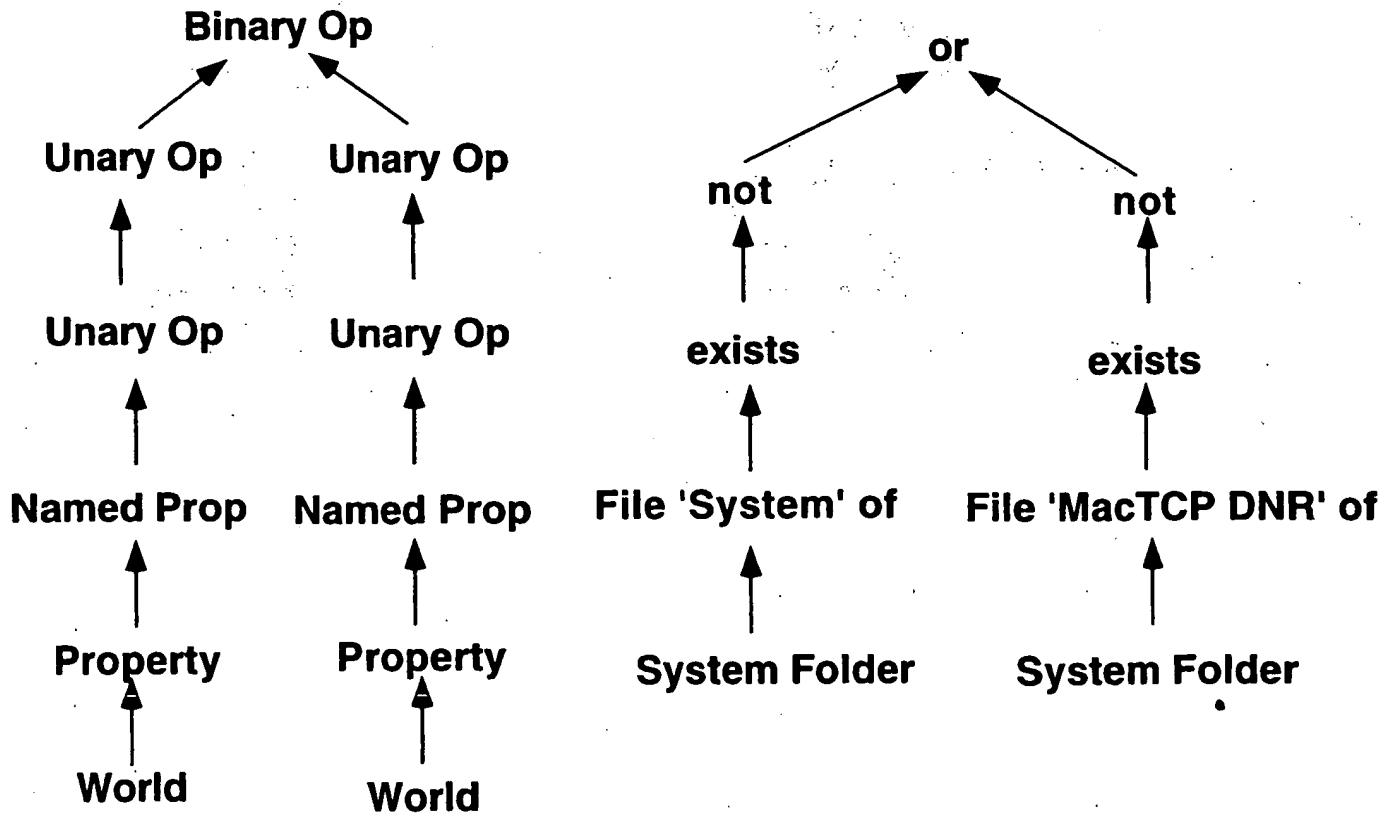 Binary Op
Unary Op
Unary Op
Unary Op
Unary Op
Named Prop
Named Prop
Property
Property
World
World
or
not
not
exists
exists
File 'System' of
File 'MacTCP DNR' of
System Folder
System Folder